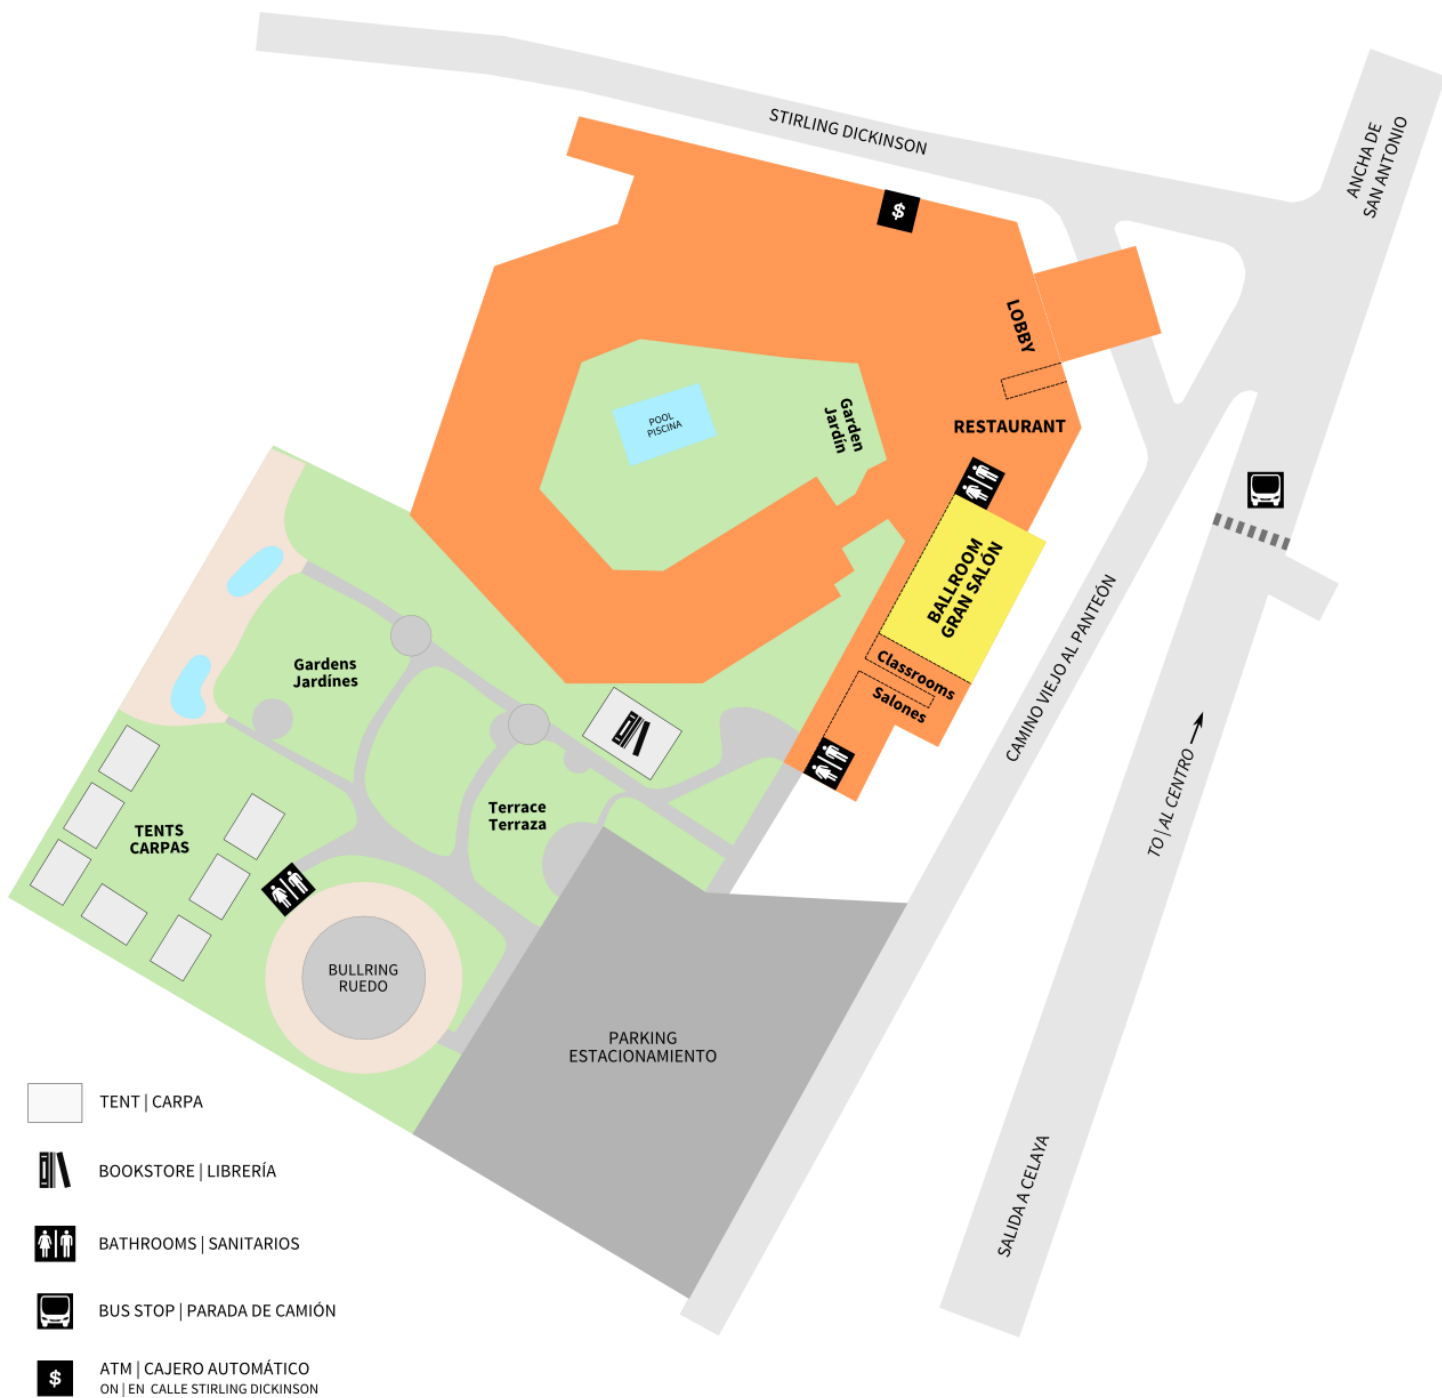 STIRLING DICKINSON
ANCHA DE
SAN ANTONIO
$
LOBBY
POOL
PISCINA
Garden
Jardín
RESTAURANT
BALLROOM
GRAN SALÓN
Classrooms
Salones
CAMINO VIEJO AL PANTEÓN
Gardens
Jardínes
Terrace
Terraza
TENTS
CARPAS
TO | AL CENTRO
BULLRING
RUEDO
PARKING
ESTACIONAMIENTO
SALIDA A CELAYA
TENT | CARPA
BOOKSTORE | LIBRERÍA
BATHROOMS | SANITARIOS
BUS STOP | PARADA DE CAMIÓN
$
ATM | CAJERO AUTOMÁTICO
ON | EN CALLE STIRLING DICKINSON